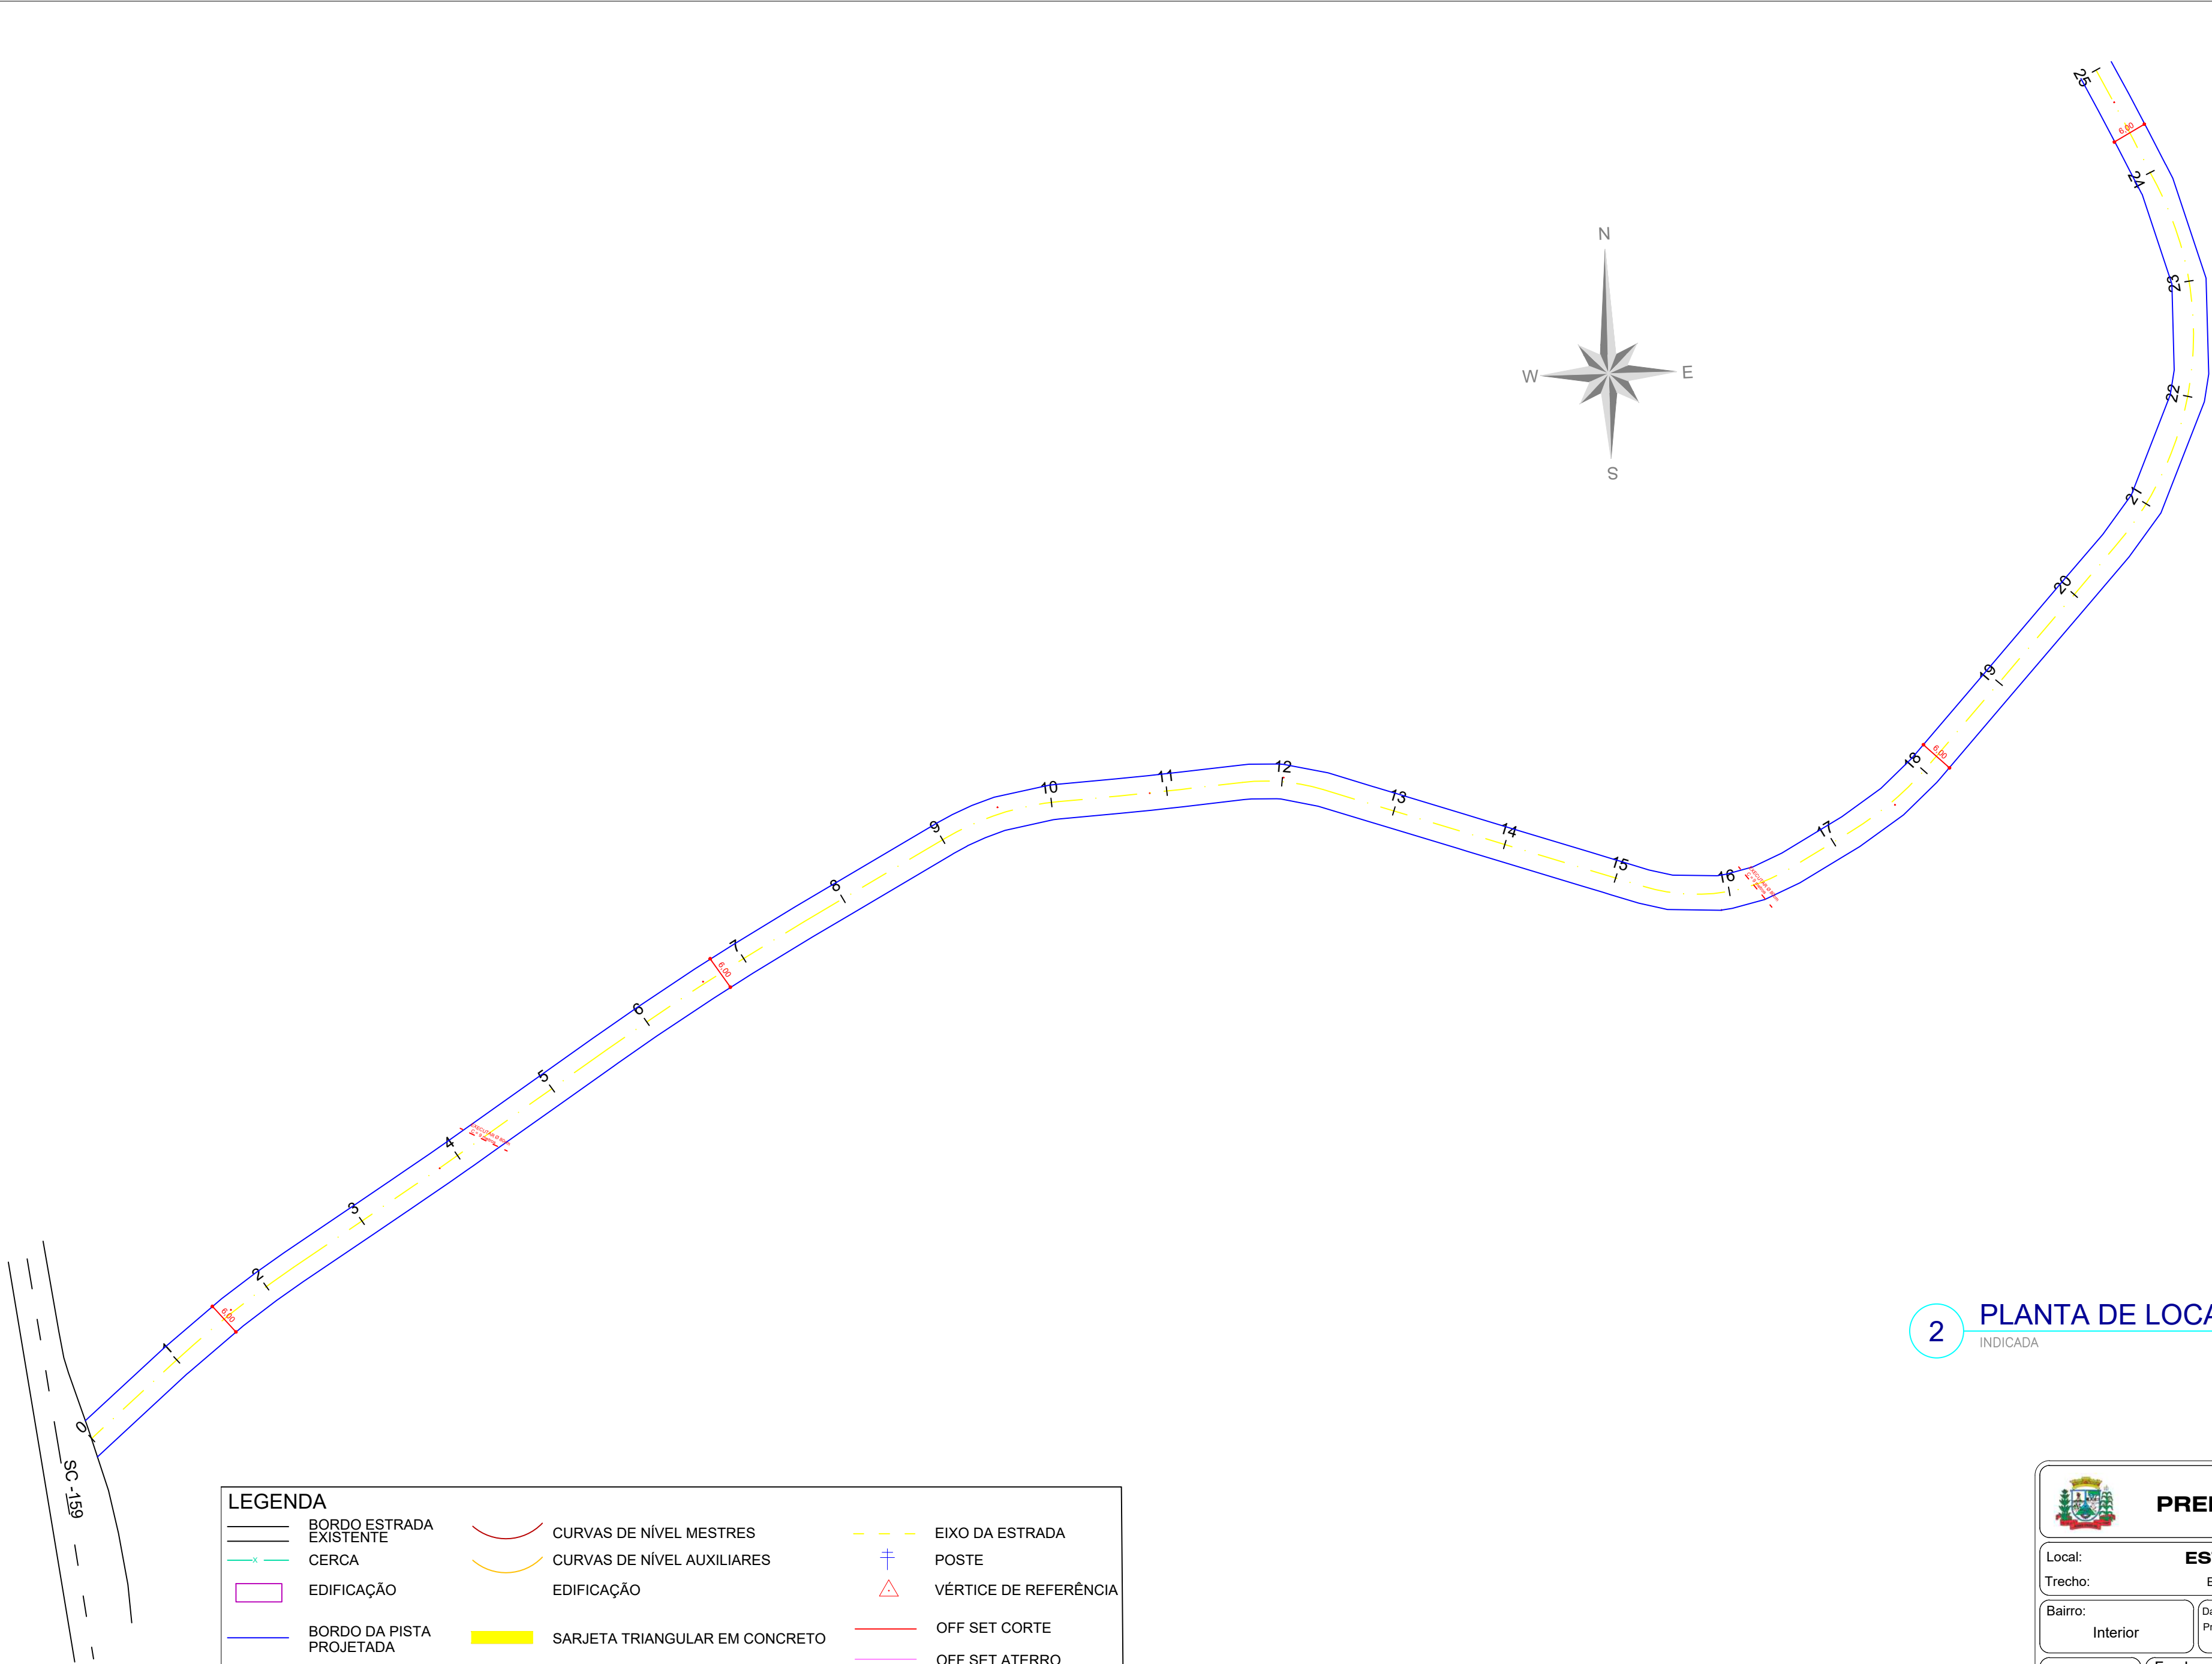 25
6,00
24
N
23
W
E
22
S
21
20
19
6,00
18
12
11
10
13
9
14
17
15
16
8
7
6,00
6
5
4
3
2
6,00
1
0
SC -159
2
PLANTA DE LOCA
INDICADA
LEGENDA
BORDO ESTRADA
EXISTENTE
CERCA
EDIFICAÇÃO
BORDO DA PISTA
PROJETADA
CURVAS DE NÍVEL MESTRES
CURVAS DE NÍVEL AUXILIARES
EDIFICAÇÃO
SARJETA TRIANGULAR EM CONCRETO
EIXO DA ESTRADA
POSTE
VÉRTICE DE REFERÊNCIA
OFF SET CORTE
OFF SET ATERRO
Local:
Trecho:
Bairro:
Interior